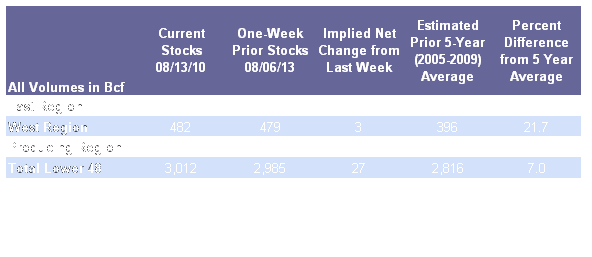 Current One-Week Implied Net Estimated Percent
Stocks Prior Stocks Change from Prior 5-Year Difference
08/13/10 08/06/13 Last Week (2005-2009) from 5 Year
Average Average
All Volumes in Bcf
East Region
West Region 482 479 3 396 21.7
Producing Region
Total Lower 48 3,012 2,985 27 2,816 7.0